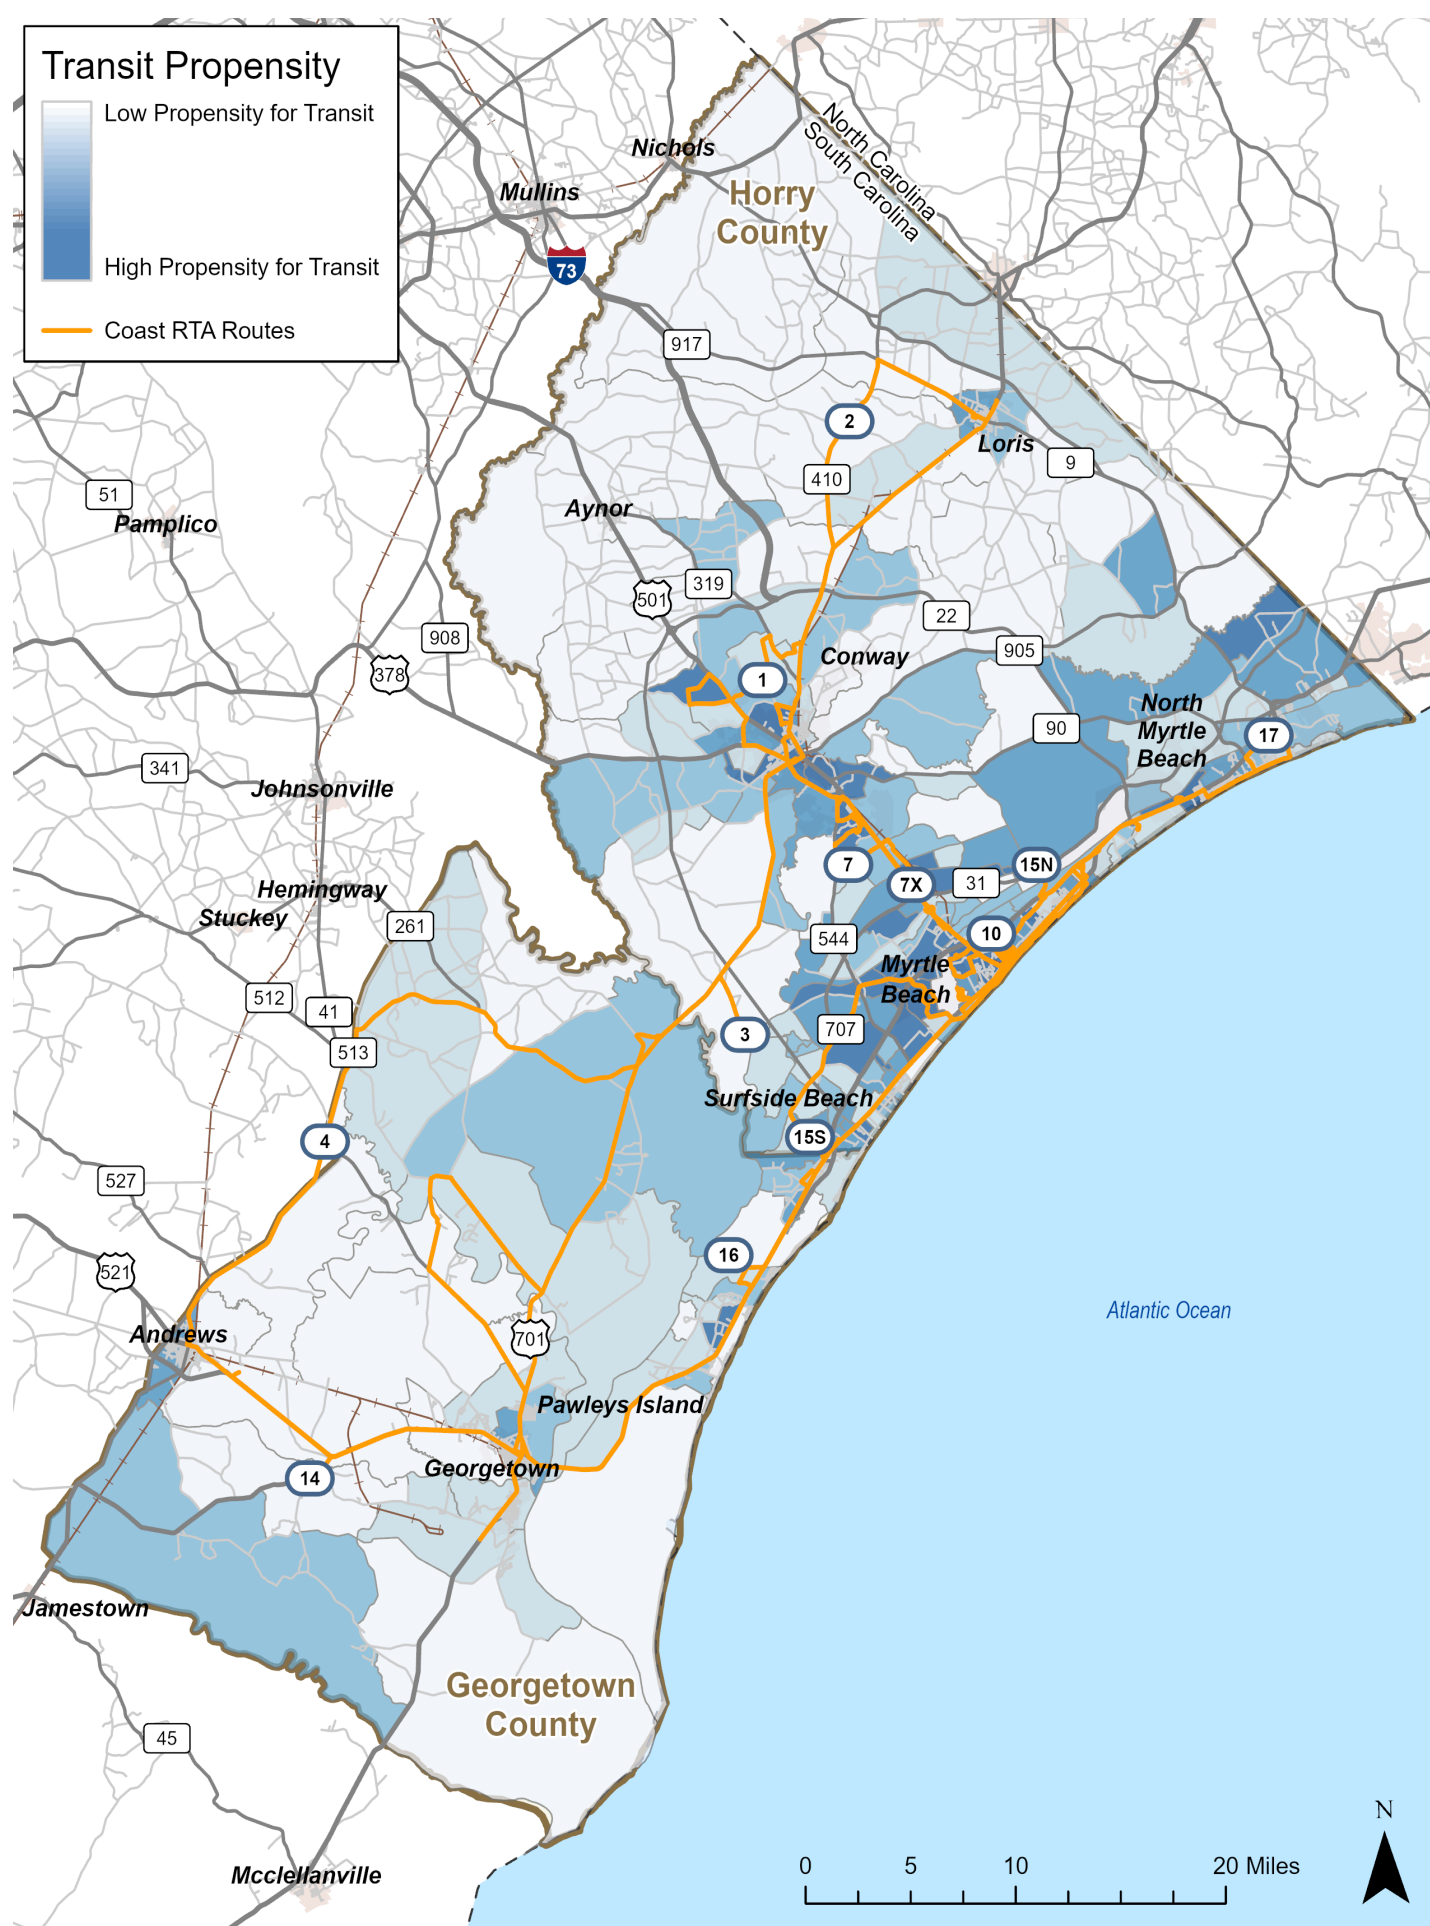 Transit Propensity
Low Propensity for Transit
High Propensity for Transit
Coast RTA Routes
North Carolina
South Carolina
Nichols
Mullins
Horry
County
73
917
2
Loris
9
410
51
Pamplico
Aynor
319
501
22
908
905
Conway
378
1
North
Myrtle
Beach
90
17
341
Johnsonville
7
15N
7X
31
Hemingway
Stuckey
261
10
544
Myrtle
Beach
512
41
707
3
513
Surfside Beach
15S
4
527
16
521
Atlantic Ocean
Andrews
701
Pawleys Island
Georgetown
14
Jamestown
Georgetown
County
45
N
Mcclellanville
0 5 10 20 Miles